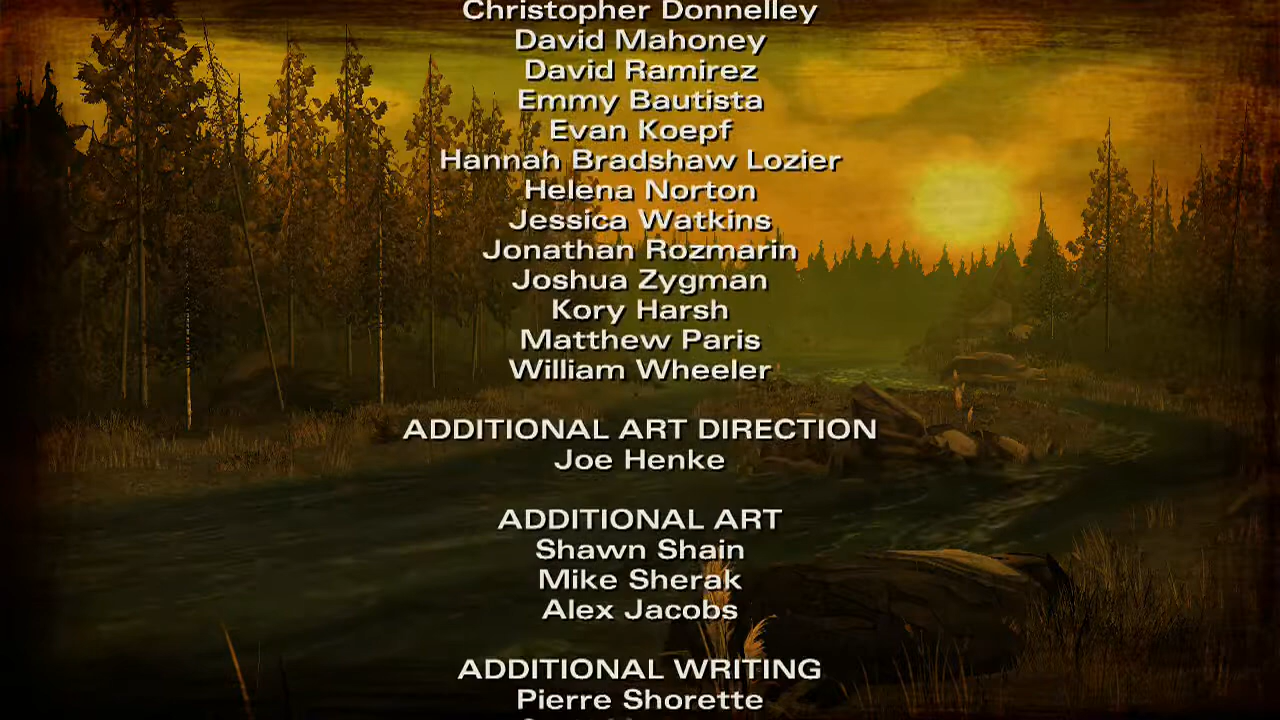 Christopher Donnelley
David Mahoney
David Ramirez
Emmy Bautista
Evan Koepf
Hannah Bradshaw Lozier
Helena Norton
Jessica Watkins
Jonathan Rozmarin
Joshua Zygman
Kory Harsh
Matthew Paris
William Wheeler
ADDITIONAL ART DIRECTION
Joe Henke
ADDITIONAL ART
Shawn Shain
Mike Sherak
Alex Jacobs
ADDITIONAL WRITING
Pierre Shorette